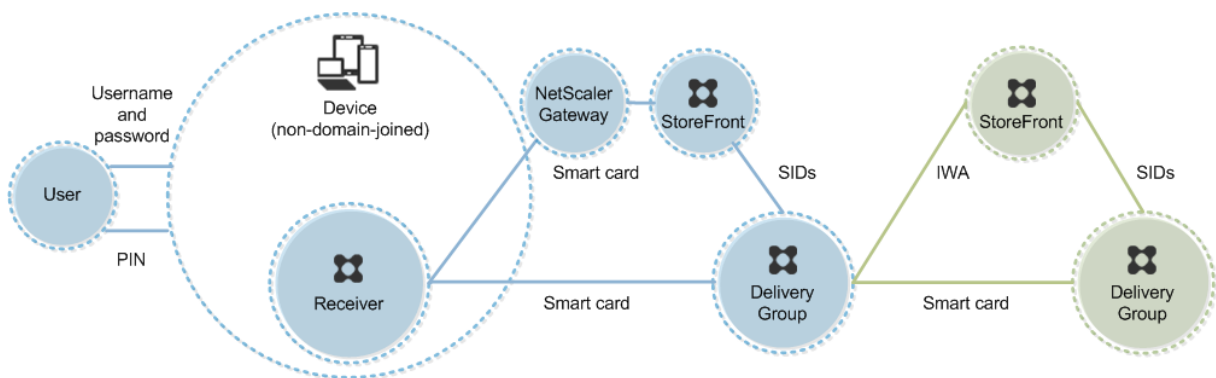 Username
and
password
User
PIN
Device
(non-domain-joined)
Receiver
NetScaler
Gateway
StoreFront
Smart card
SIDs
Smart card
Delivery
Group
StoreFront
IWA
SIDs
Smart card
Delivery
Group